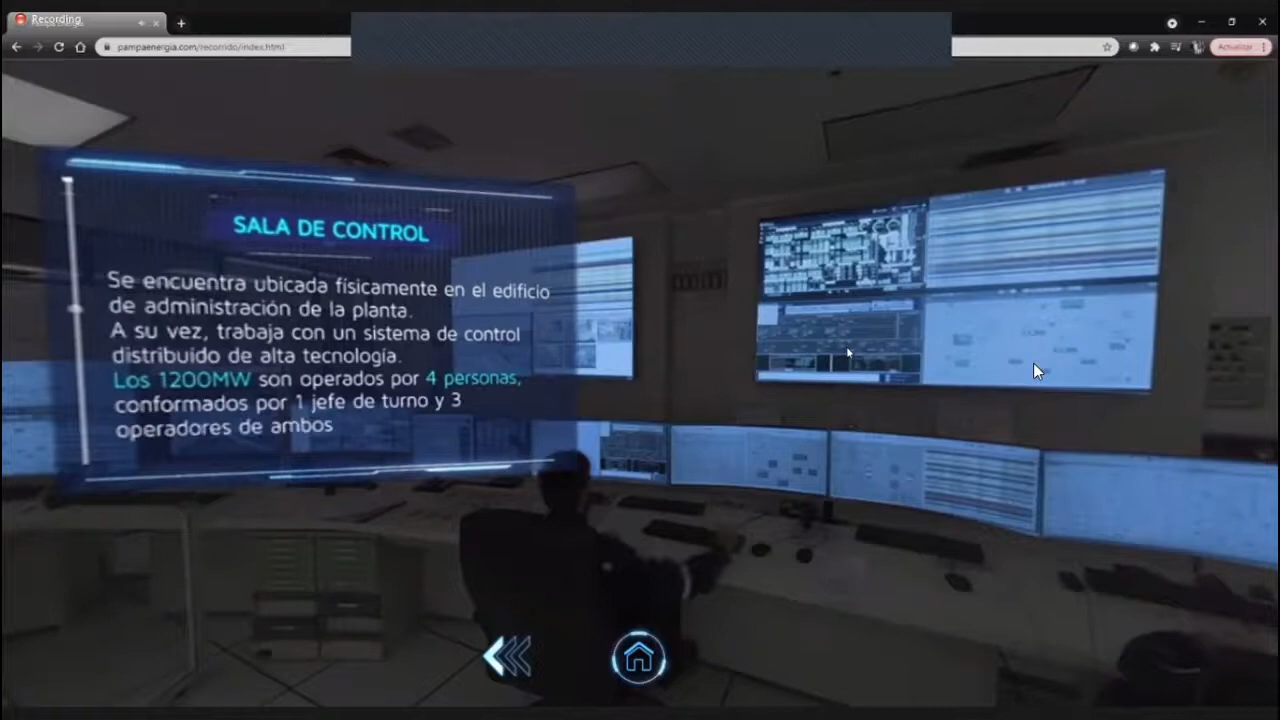 Recording
pampaenergia.com/recorrido/index.html
Actualizar
SALA DE CONTROL
Se encuentra ubicada físicamente en el edificio
de administración de la planta.
A su vez, trabaja con un sistema de control
distribuido de alta tecnología.
Los 1200MW son operados por 4 personas,
conformados por 1 jefe de turno y 3
operadores de ambos